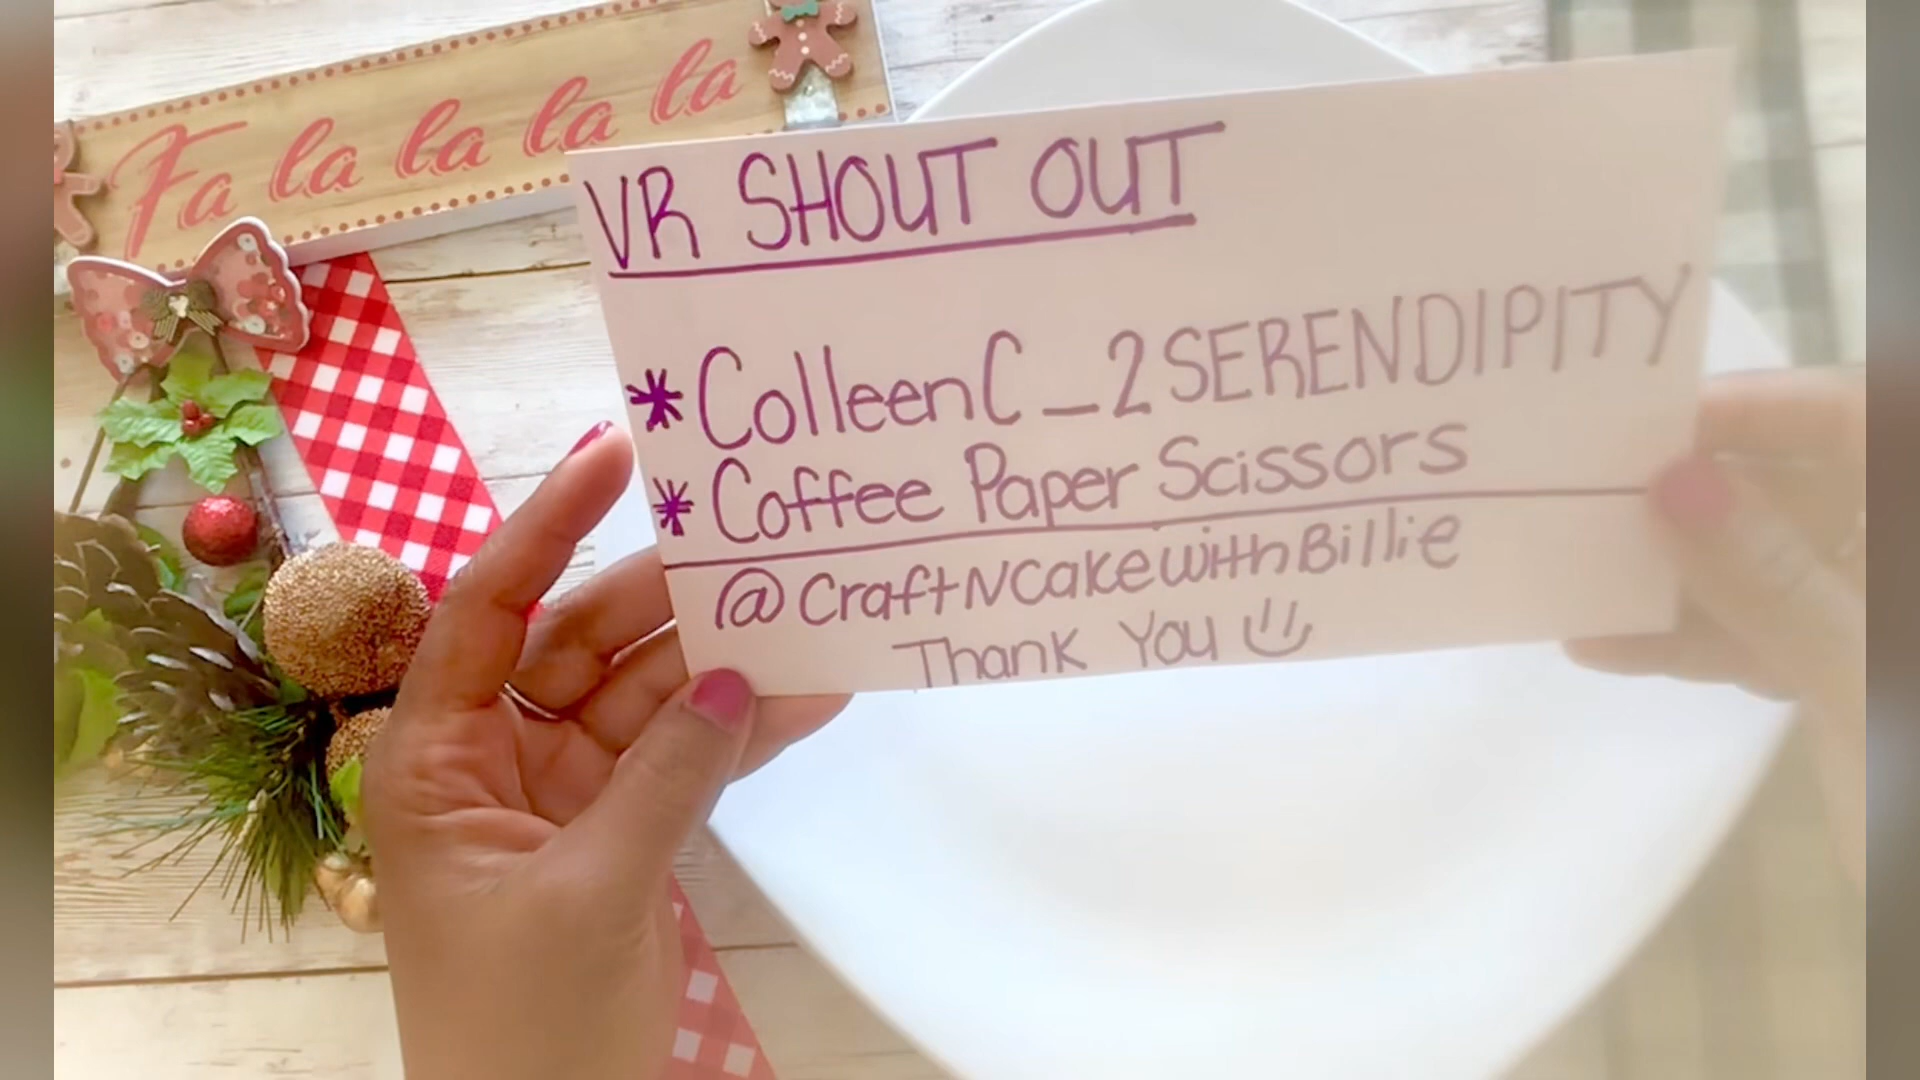 Fa la la la la
VR SHOUT OUT
* ColleenC_2SERENDIPITY
* Coffee Paper Scissors
@CraftNCakewithBillie
Thank You